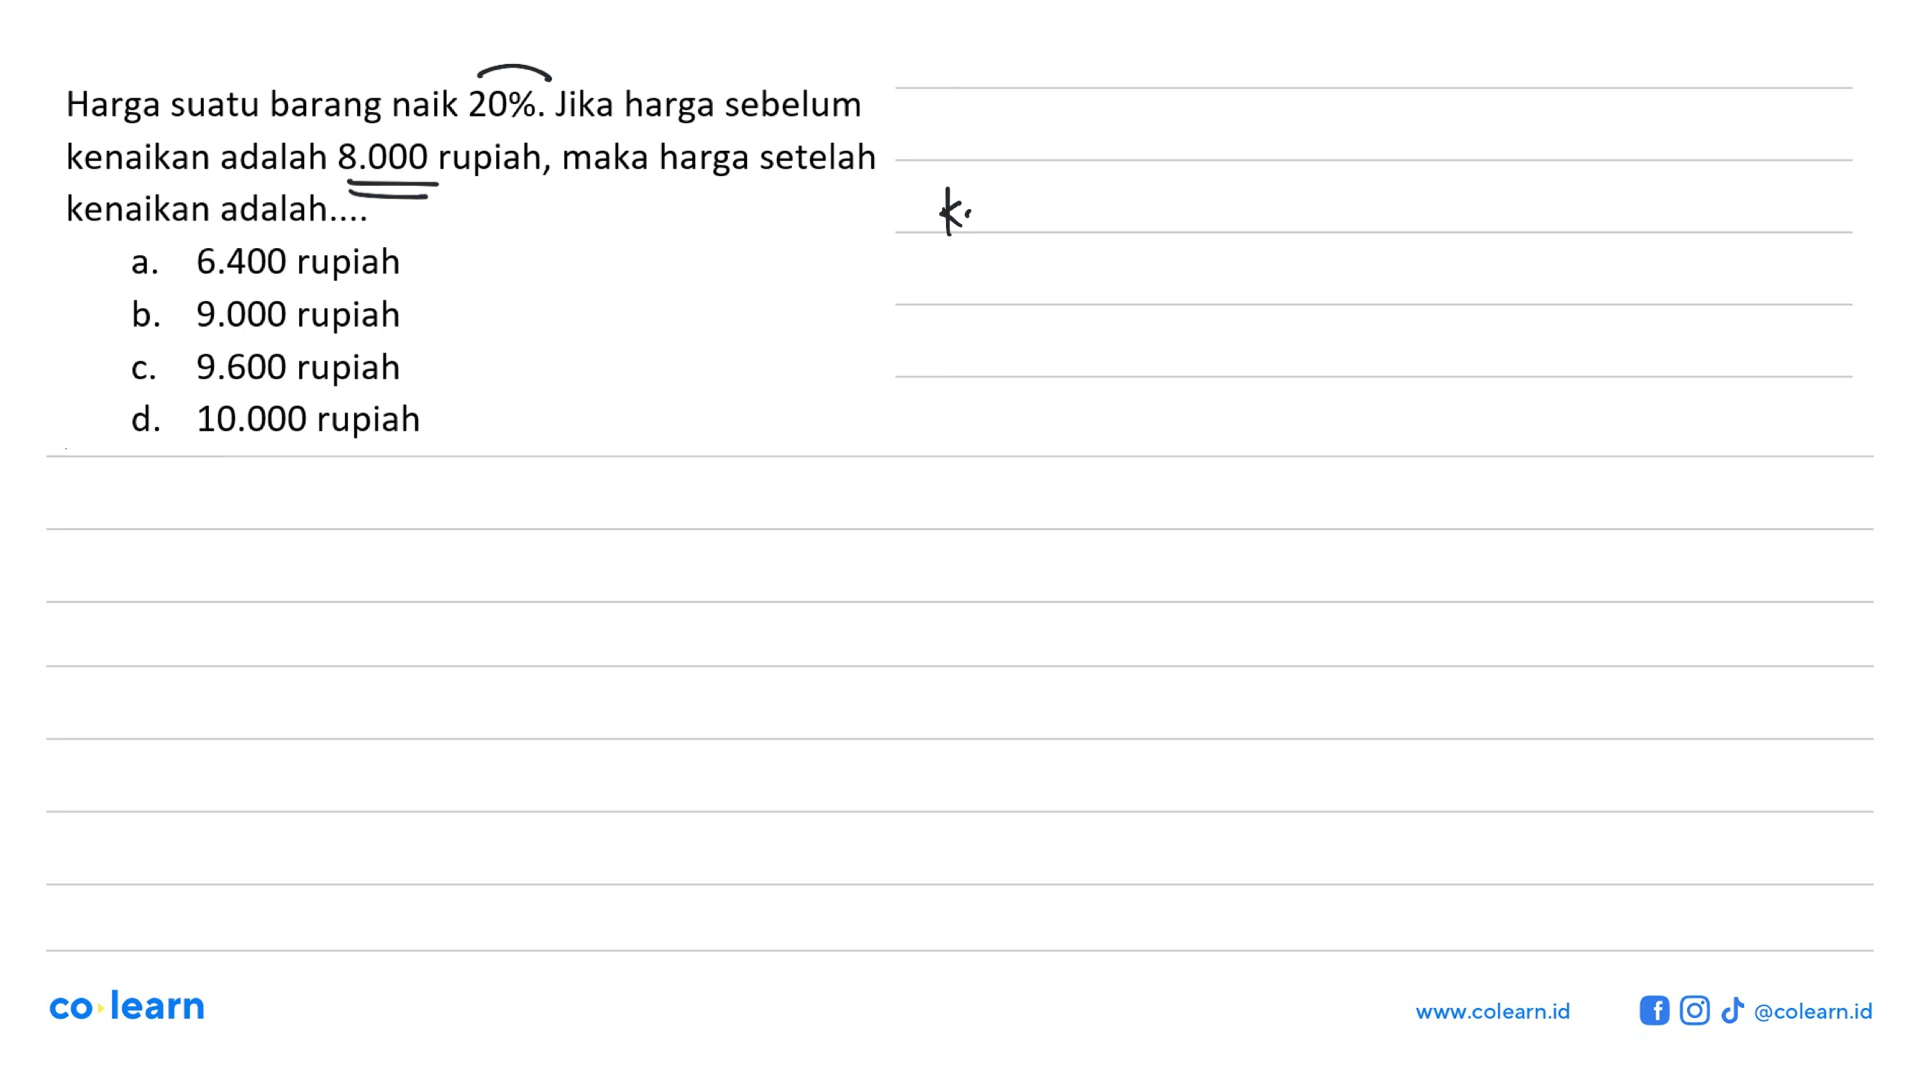 Harga suatu barang naik 20%. Jika harga sebelum
kenaikan adalah 8.000 rupiah, maka harga setelah
kenaikan adalah....
k.
a. 6.400 rupiah
b. 9.000 rupiah
c. 9.600 rupiah
d. 10.000 rupiah
co learn
www.colearn.id
@colearn.id